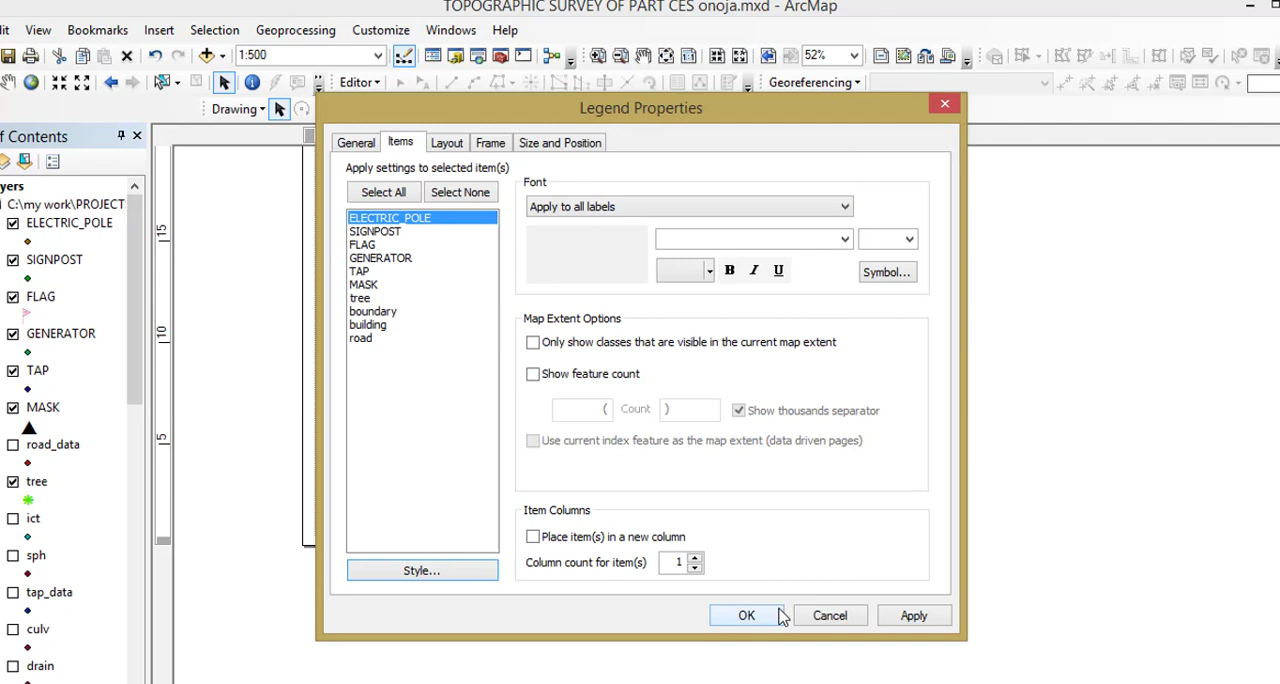 TOPOGRAPHIC SURVEY OF PART CES onoja.mxd - ArcMap
View Bookmarks Insert Selection Geoprocessing Customize Windows Help
1:500 52%
Editor Georeferencing
Drawing
Legend Properties
f Contents
General Items Layout Frame Size and Position
Apply settings to selected item(s)
Select All Select None
Font
Apply to all labels
B I U Symbol...
yers
C:\my work\PROJECT
ELECTRIC_POLE
SIGNPOST
FLAG
GENERATOR
TAP
MASK
road_data
tree
ict
sph
tap_data
culv
drain
15
10
5
ELECTRIC_POLE
SIGNPOST
FLAG
GENERATOR
TAP
MASK
tree
boundary
building
road
Style...
Map Extent Options
Only show classes that are visible in the current map extent
Show feature count
( Count ) Show thousands separator
Use current index feature as the map extent (data driven pages)
Item Columns
Place item(s) in a new column
Column count for item(s) 1
OK Cancel Apply